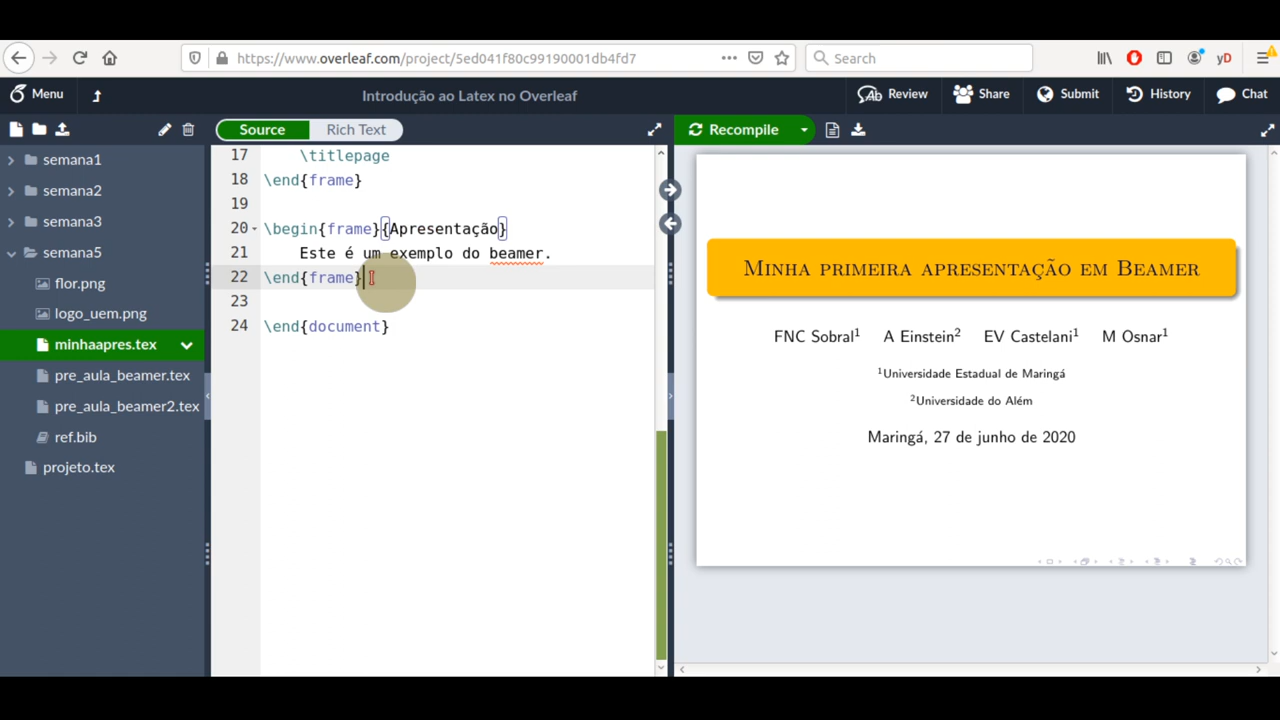 https://www.overleaf.com/project/5ed041f80c99190001db4fd7
Search
yD
Menu
Introdução ao Latex no Overleaf
Review
Share
Submit
History
Chat
Source
Rich Text
Recompile
semana1
semana2
semana3
semana5
flor.png
logo_uem.png
minhaapres.tex
pre_aula_beamer.tex
pre_aula_beamer2.tex
ref.bib
projeto.tex
17 \titlepage
18 \end{frame}
19
20 \begin{frame}{Apresentação}
21 Este é um exemplo do beamer.
22 \end{frame}
23
24 \end{document}
Minha primeira apresentação em Beamer
FNC Sobral¹ A Einstein² EV Castelani¹ M Osnar¹
¹Universidade Estadual de Maringá
²Universidade do Além
Maringá, 27 de junho de 2020